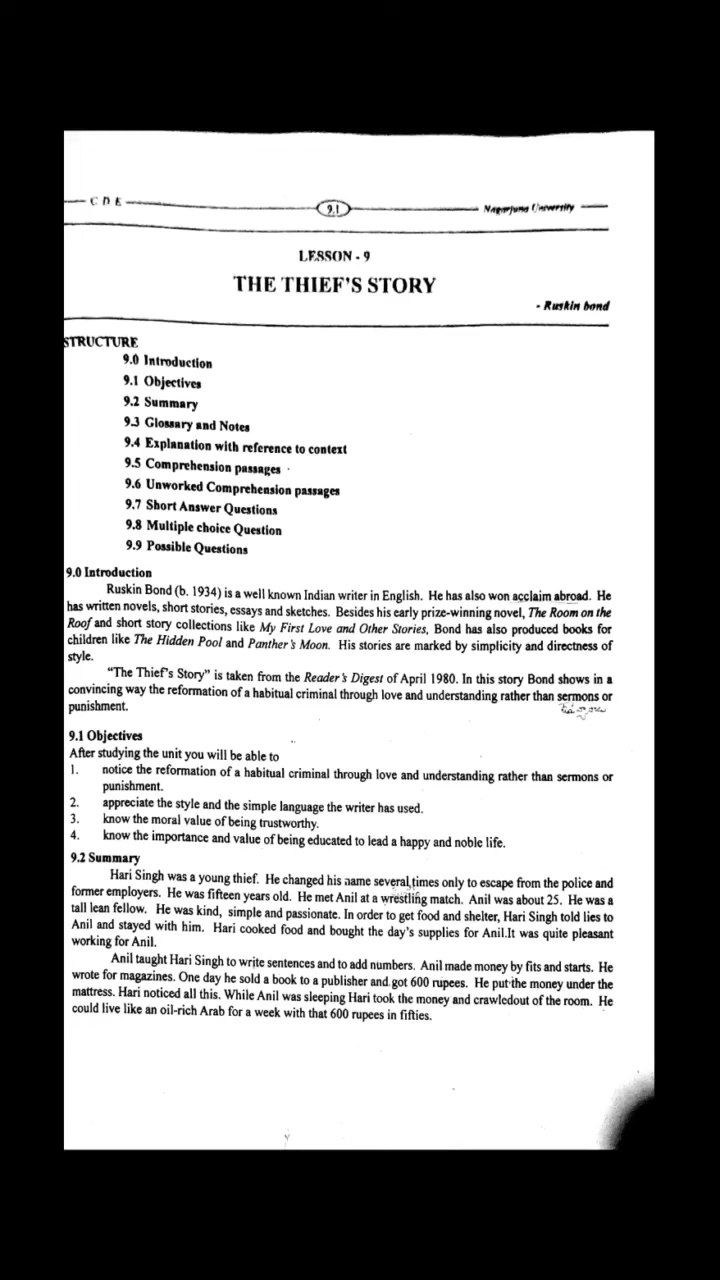 C D E
9.1
Nagarjuna University
LESSON - 9
THE THIEF'S STORY
- Ruskin bond
STRUCTURE
9.0 Introduction
9.1 Objectives
9.2 Summary
9.3 Glossary and Notes
9.4 Explanation with reference to context
9.5 Comprehension passages
9.6 Unworked Comprehension passages
9.7 Short Answer Questions
9.8 Multiple choice Question
9.9 Possible Questions
9.0 Introduction
Ruskin Bond (b. 1934) is a well known Indian writer in English. He has also won acclaim abroad. He
has written novels, short stories, essays and sketches. Besides his early prize-winning novel, The Room on the
Roof and short story collections like My First Love and Other Stories, Bond has also produced books for
children like The Hidden Pool and Panther's Moon. His stories are marked by simplicity and directness of
style.
"The Thief's Story" is taken from the Reader's Digest of April 1980. In this story Bond shows in a
convincing way the reformation of a habitual criminal through love and understanding rather than sermons or
punishment.
9.1 Objectives
After studying the unit you will be able to
1. notice the reformation of a habitual criminal through love and understanding rather than sermons or
punishment.
2. appreciate the style and the simple language the writer has used.
3. know the moral value of being trustworthy.
4. know the importance and value of being educated to lead a happy and noble life.
9.2 Summary
Hari Singh was a young thief. He changed his name several times only to escape from the police and
former employers. He was fifteen years old. He met Anil at a wrestling match. Anil was about 25. He was a
tall lean fellow. He was kind, simple and passionate. In order to get food and shelter, Hari Singh told lies to
Anil and stayed with him. Hari cooked food and bought the day's supplies for Anil.It was quite pleasant
working for Anil.
Anil taught Hari Singh to write sentences and to add numbers. Anil made money by fits and starts. He
wrote for magazines. One day he sold a book to a publisher and got 600 rupees. He put the money under the
mattress. Hari noticed all this. While Anil was sleeping Hari took the money and crawledout of the room. He
could live like an oil-rich Arab for a week with that 600 rupees in fifties.